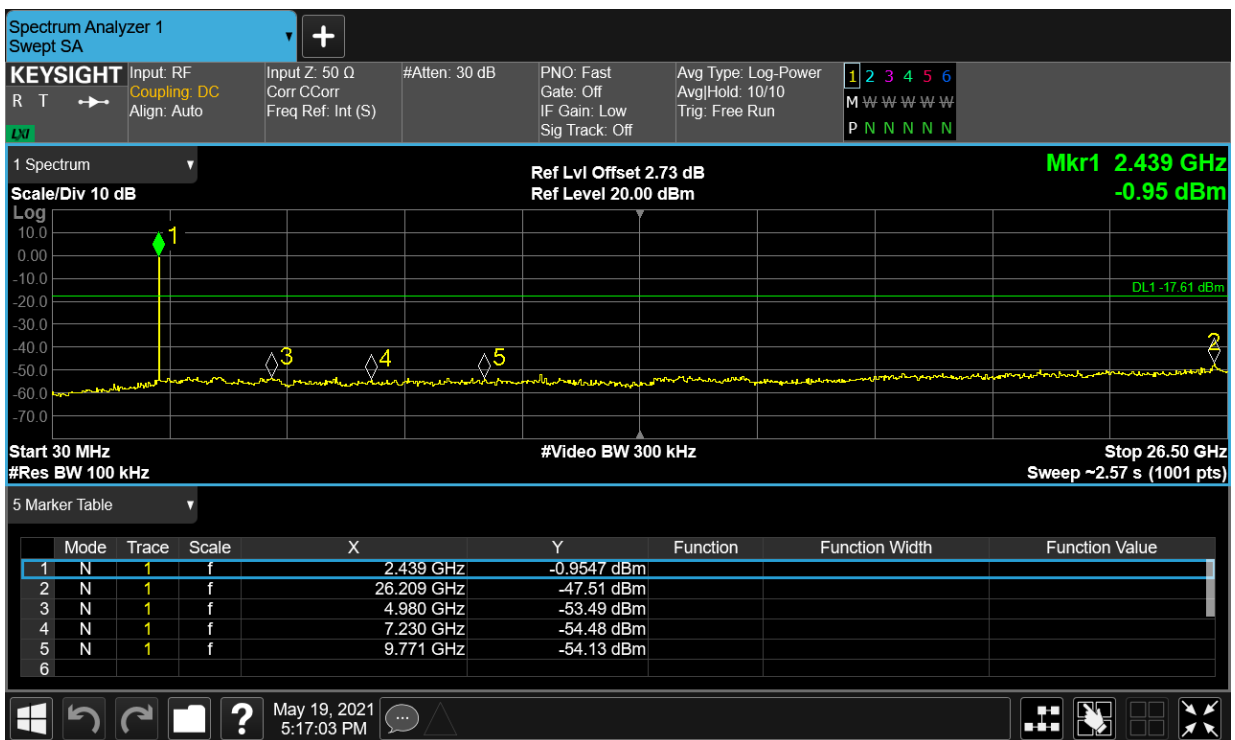 Spectrum Analyzer 1
Swept SA
KEYSIGHT
R T
LXI
Input: RF
Coupling: DC
Align: Auto
Input Z: 50 Ω
Corr CCorr
Freq Ref: Int (S)
#Atten: 30 dB
PNO: Fast
Gate: Off
IF Gain: Low
Sig Track: Off
Avg Type: Log-Power
Avg|Hold: 10/10
Trig: Free Run
1 2 3 4 5 6
M W W W W W
P N N N N N
1 Spectrum
Scale/Div 10 dB
Ref Lvl Offset 2.73 dB
Ref Level 20.00 dBm
Mkr1 2.439 GHz
-0.95 dBm
Log
10.0
0.00
-10.0
-20.0
-30.0
-40.0
-50.0
-60.0
-70.0
1
DL1 -17.61 dBm
2
3
4
5
Start 30 MHz
#Res BW 100 kHz
#Video BW 300 kHz
Stop 26.50 GHz
Sweep ~2.57 s (1001 pts)
5 Marker Table
Mode Trace Scale X Y Function Function Width Function Value
1 N 1 f 2.439 GHz -0.9547 dBm
2 N 1 f 26.209 GHz -47.51 dBm
3 N 1 f 4.980 GHz -53.49 dBm
4 N 1 f 7.230 GHz -54.48 dBm
5 N 1 f 9.771 GHz -54.13 dBm
6
?
May 19, 2021
5:17:03 PM